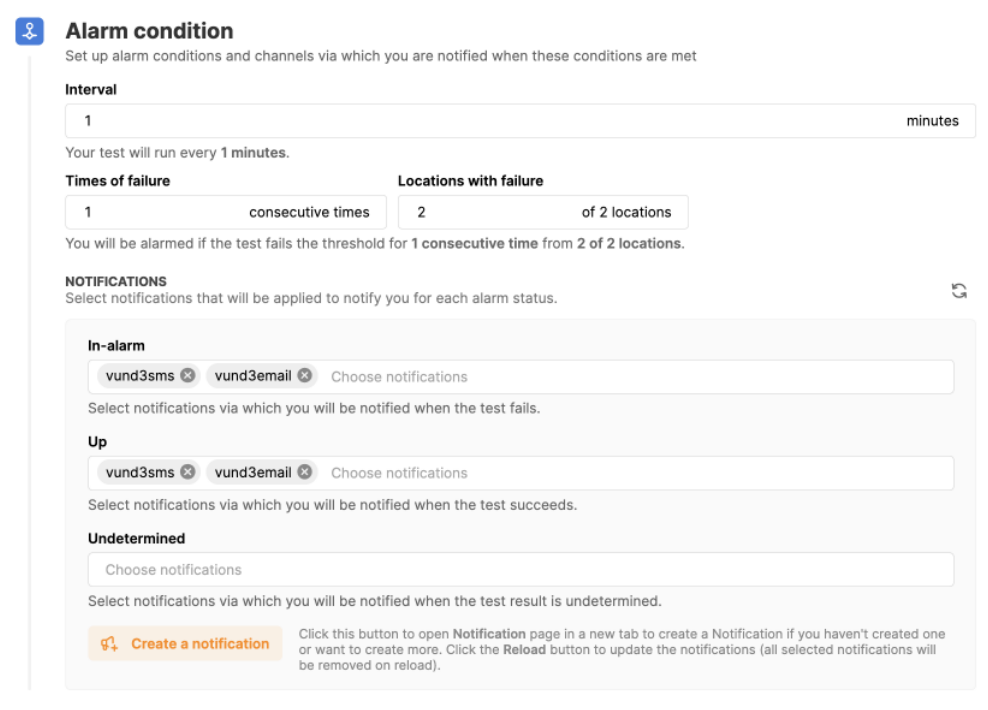 Alarm condition
Set up alarm conditions and channels via which you are notified when these conditions are met
Interval
1 minutes
Your test will run every 1 minutes.
Times of failure Locations with failure
1 consecutive times 2 of 2 locations
You will be alarmed if the test fails the threshold for 1 consecutive time from 2 of 2 locations.
NOTIFICATIONS
Select notifications that will be applied to notify you for each alarm status.
In-alarm
vund3sms vund3email Choose notifications
Select notifications via which you will be notified when the test fails.
Up
vund3sms vund3email Choose notifications
Select notifications via which you will be notified when the test succeeds.
Undetermined
Choose notifications
Select notifications via which you will be notified when the test result is undetermined.
Create a notification
Click this button to open Notification page in a new tab to create a Notification if you haven't created one
or want to create more. Click the Reload button to update the notifications (all selected notifications will
be removed on reload).